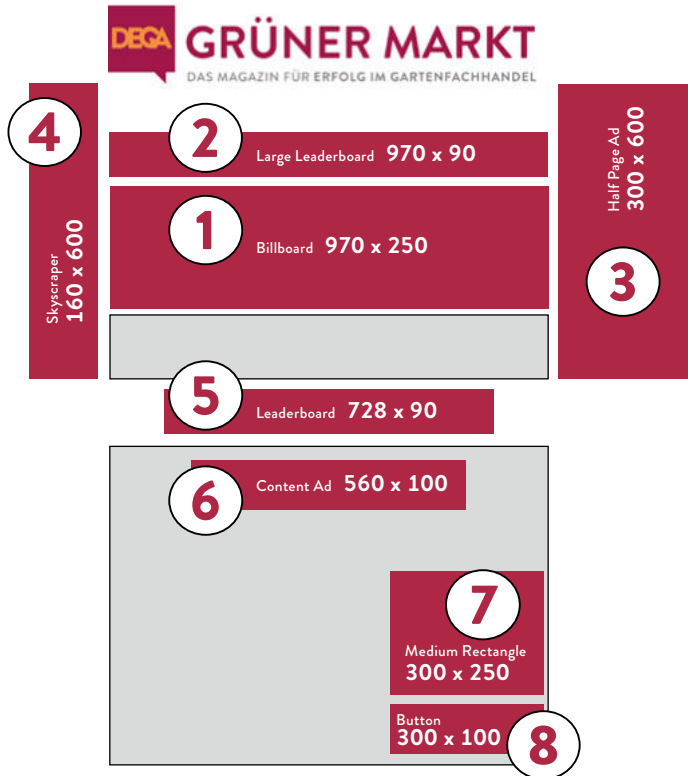 DEGA GRÜNER MARKT
DAS MAGAZIN FÜR ERFOLG IM GARTENFACHHANDEL
4
Skyscraper
160 x 600
2
Large Leaderboard 970 x 90
1
Billboard 970 x 250
Half Page Ad
300 x 600
3
5
Leaderboard 728 x 90
6
Content Ad 560 x 100
7
Medium Rectangle
300 x 250
Button
300 x 100
8